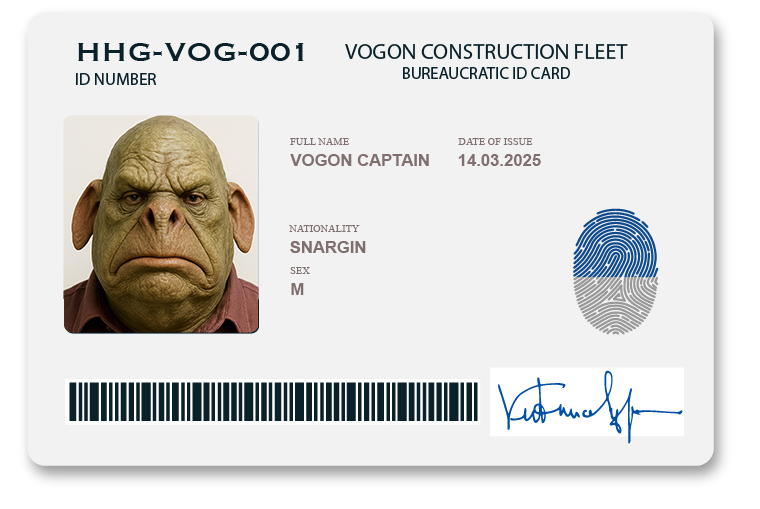 HHG-VOG-001
ID NUMBER
VOGON CONSTRUCTION FLEET
BUREAUCRATIC ID CARD
FULL NAME
VOGON CAPTAIN
DATE OF ISSUE
14.03.2025
NATIONALITY
SNARGIN
SEX
M